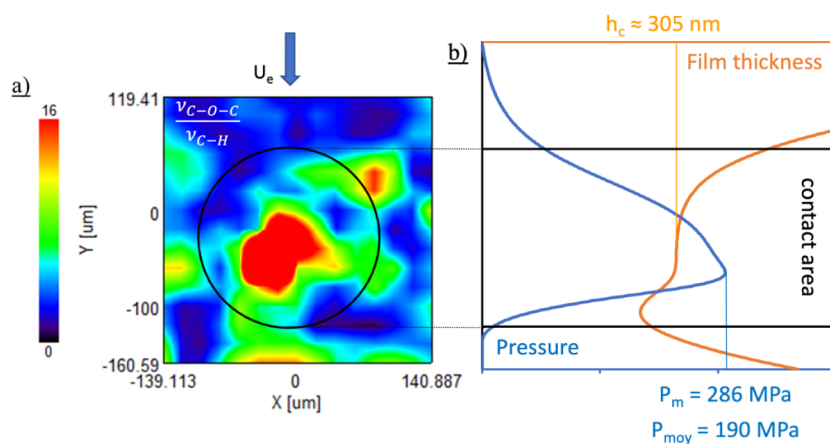 h_c ≈ 305 nm
b)
Film thickness
U_e
a)
16
119.41
ν_C−O−C
ν_C−H
0
Y [um]
-100
contact area
0
-160.59
-139.113
0
140.887
X [um]
Pressure
P_m = 286 MPa
P_moy = 190 MPa